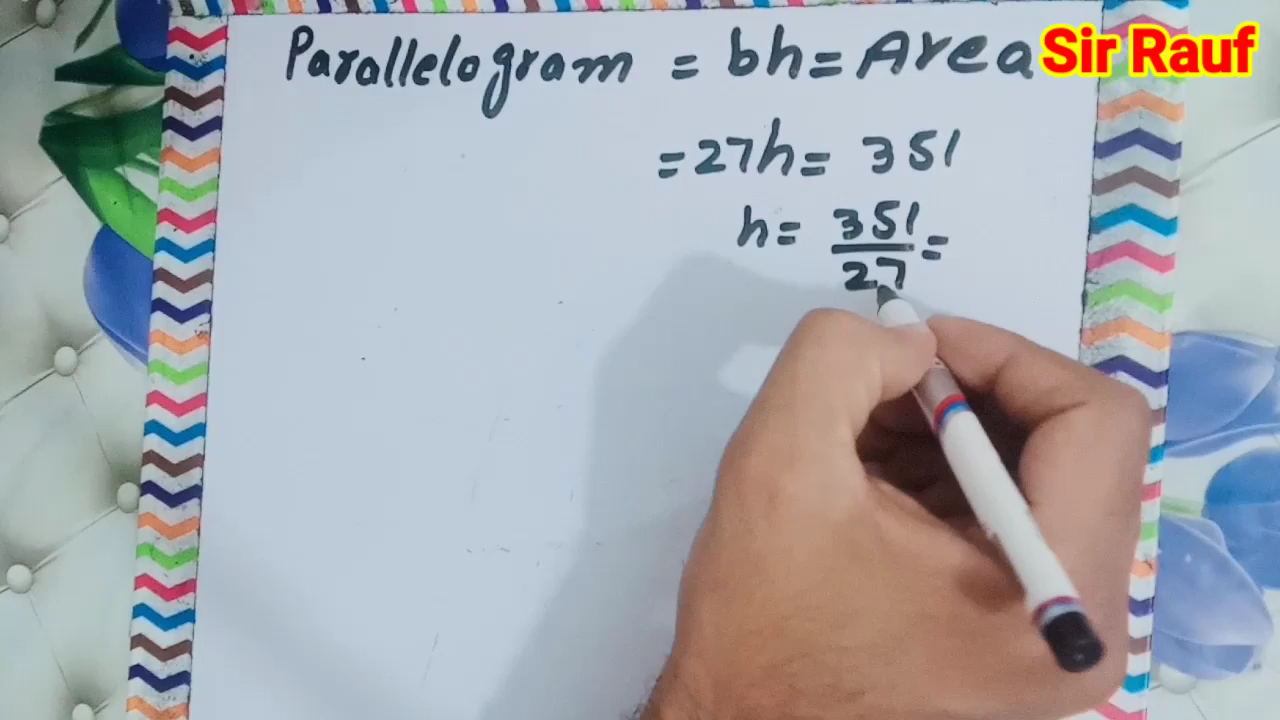 Parallelogram = bh = Area
Sir Rauf
= 27h = 351
h = 351/27 =